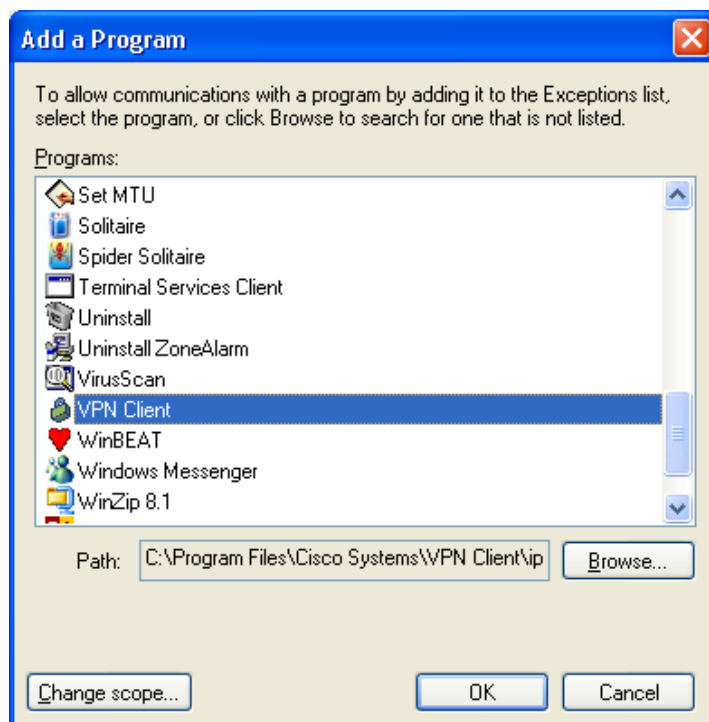 Add a Program
To allow communications with a program by adding it to the Exceptions list,
select the program, or click Browse to search for one that is not listed.
Programs:
Set MTU
Solitaire
Spider Solitaire
Terminal Services Client
Uninstall
Uninstall ZoneAlarm
VirusScan
VPN Client
WinBEAT
Windows Messenger
WinZip 8.1
Path: C:\Program Files\Cisco Systems\VPN Client\ip Browse...
Change scope... OK Cancel